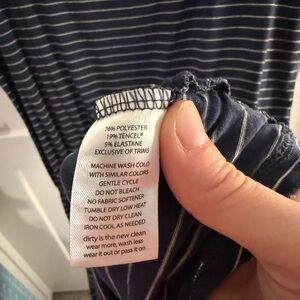 76% POLYESTER
19% TENCEL®
5% ELASTANE
EXCLUSIVE OF TRIMS
MACHINE WASH COLD
WITH SIMILAR COLORS
GENTLE CYCLE
DO NOT BLEACH
NO FABRIC SOFTENER
TUMBLE DRY LOW HEAT
DO NOT DRY CLEAN
IRON COOL AS NEEDED
dirty is the new clean
wear more, wash less
wear it out or pass it on